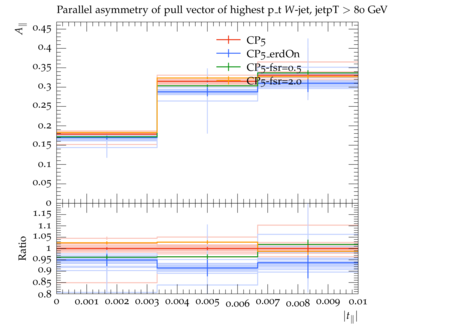 Parallel asymmetry of pull vector of highest p_t W-jet, jetpT > 80 GeV
A∥
0.45
0.4
0.35
0.3
0.25
0.2
0.15
0.1
0.05
0
CP5
CP5_erdOn
CP5-fsr=0.5
CP5-fsr=2.0
Ratio
1.15
1.1
1.05
1
0.95
0.9
0.85
0.8
0 0.001 0.002 0.003 0.004 0.005 0.006 0.007 0.008 0.009 0.01
|t∥|